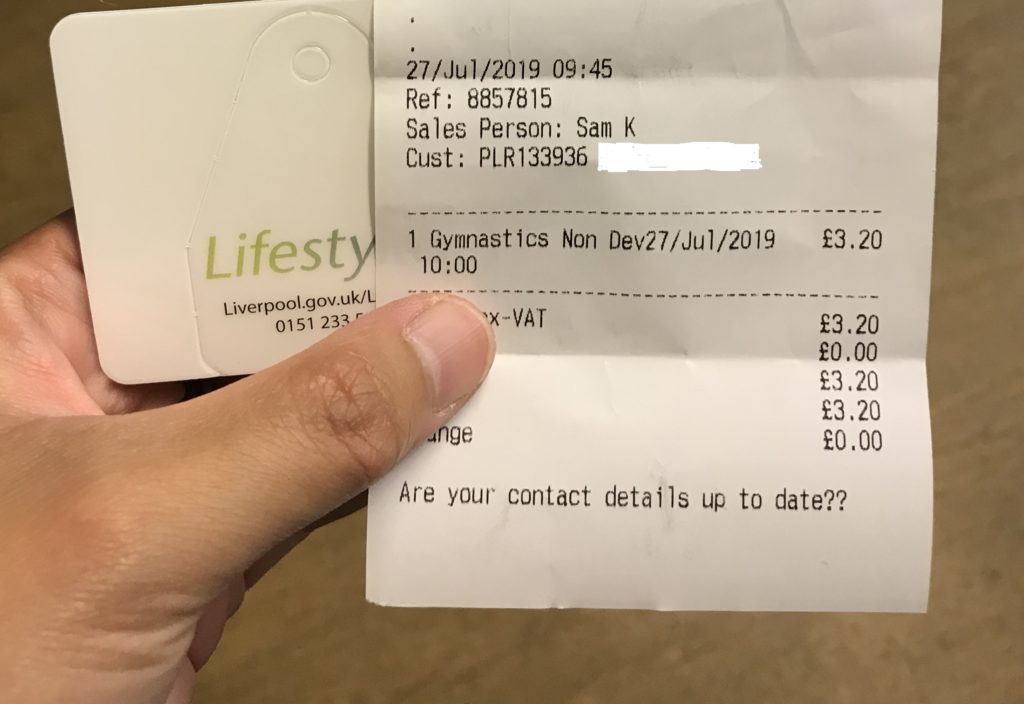 27/Jul/2019 09:45
Ref: 8857815
Sales Person: Sam K
Cust: PLR133936
1 Gymnastics Non Dev27/Jul/2019 £3.20
10:00
x-VAT £3.20
£0.00
£3.20
£3.20
ange £0.00
Are your contact details up to date??
Lifesty
Liverpool.gov.uk/L
0151 233